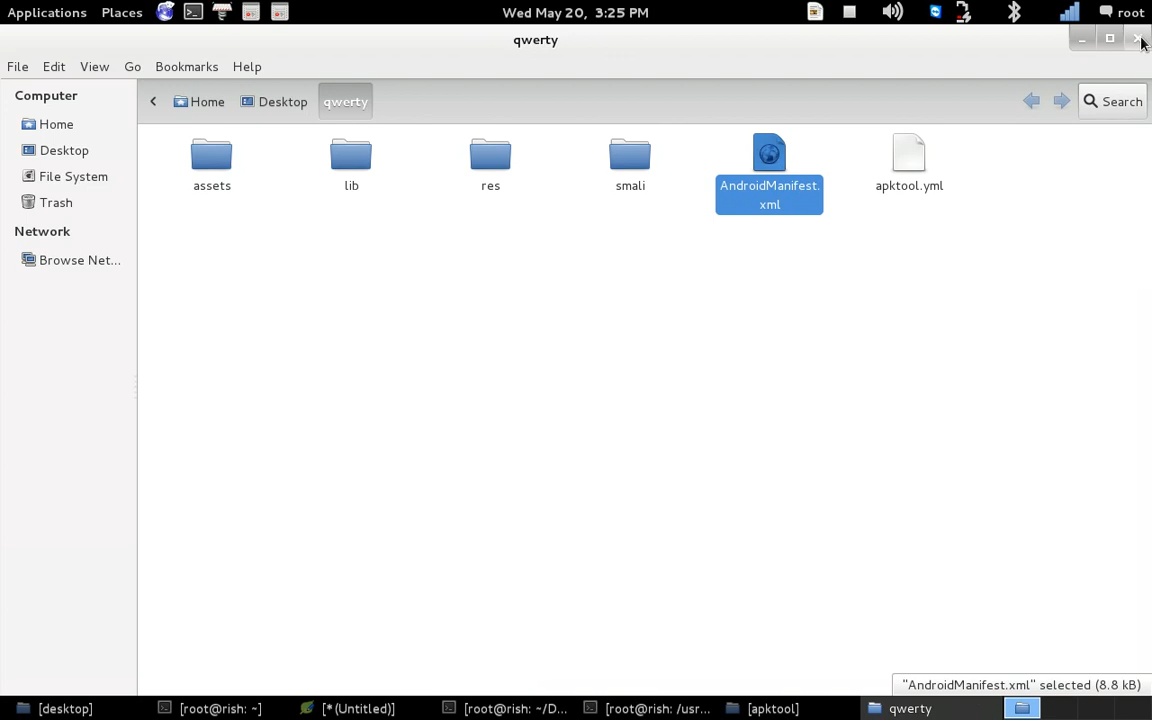 Applications Places Wed May 20, 3:25 PM root
qwerty
File Edit View Go Bookmarks Help
Computer
Home
Desktop
File System
Trash
Network
Browse Net...
Home Desktop qwerty Search
assets lib res smali AndroidManifest. apktool.yml
xml
"AndroidManifest.xml" selected (8.8 kB)
[desktop] [root@rish: ~] [*(Untitled)] [root@rish: ~/D... [root@rish: /usr... [apktool] qwerty